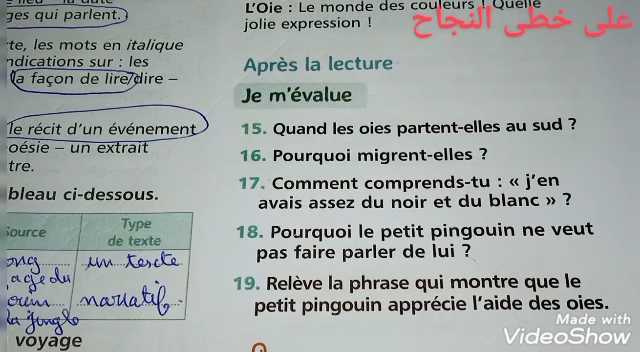 ges qui parlent.
te, les mots en italique
ndications sur : les
la façon de lire/dire –
le récit d'un événement
oésie – un extrait
tre.
bleau ci-dessous.
Source
Type
de texte
un texte
narratif
la jungle
voyage
L'Oie : Le monde des couleurs ! Quelle
jolie expression !
على خطى النجاح
Après la lecture
Je m'évalue
15. Quand les oies partent-elles au sud ?
16. Pourquoi migrent-elles ?
17. Comment comprends-tu : « j'en
avais assez du noir et du blanc » ?
18. Pourquoi le petit pingouin ne veut
pas faire parler de lui ?
19. Relève la phrase qui montre que le
petit pingouin apprécie l'aide des oies.
Made with
VideoShow